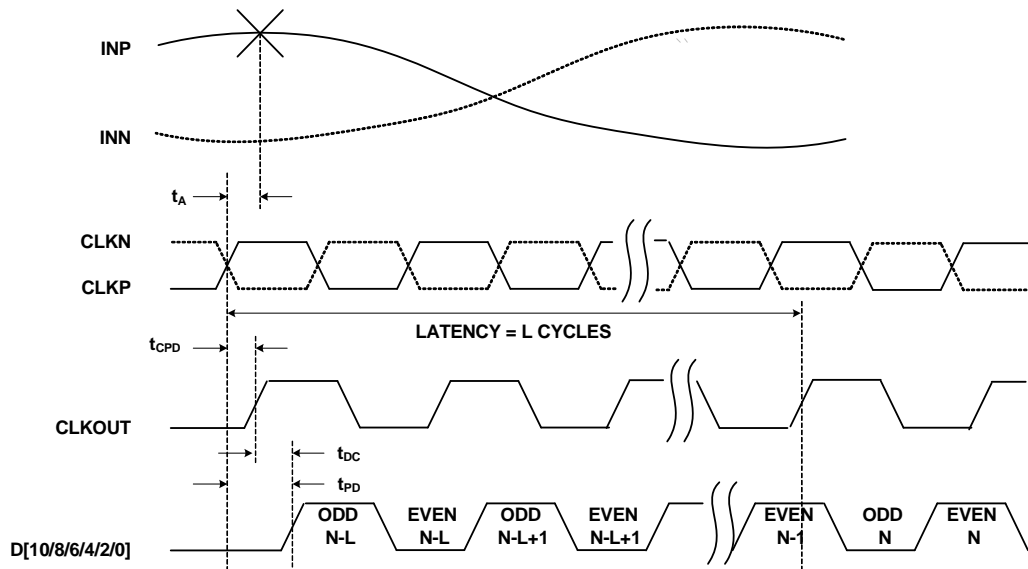 INP
INN
tA
CLKN
CLKP
LATENCY = L CYCLES
tCPD
CLKOUT
tDC
tPD
ODD
N-L
EVEN
N-L
ODD
N-L+1
EVEN
N-L+1
EVEN
N-1
ODD
N
EVEN
N
D[10/8/6/4/2/0]